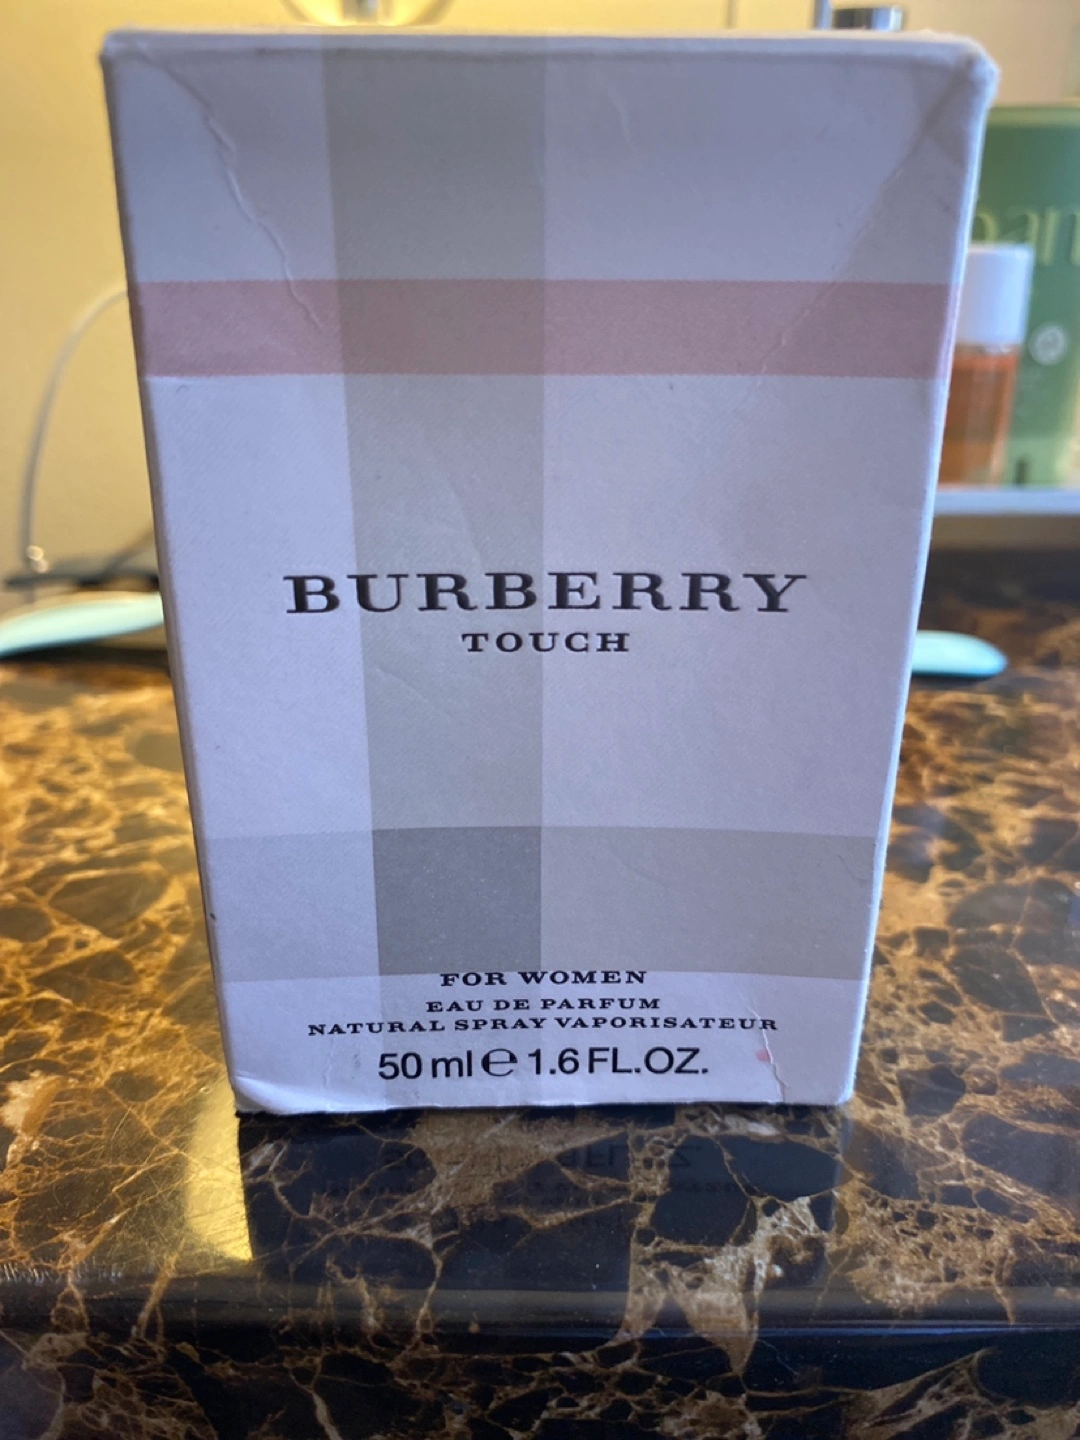 BURBERRY
TOUCH
FOR WOMEN
EAU DE PARFUM
NATURAL SPRAY VAPORISATEUR
50 ml ℮ 1.6 FL.OZ.